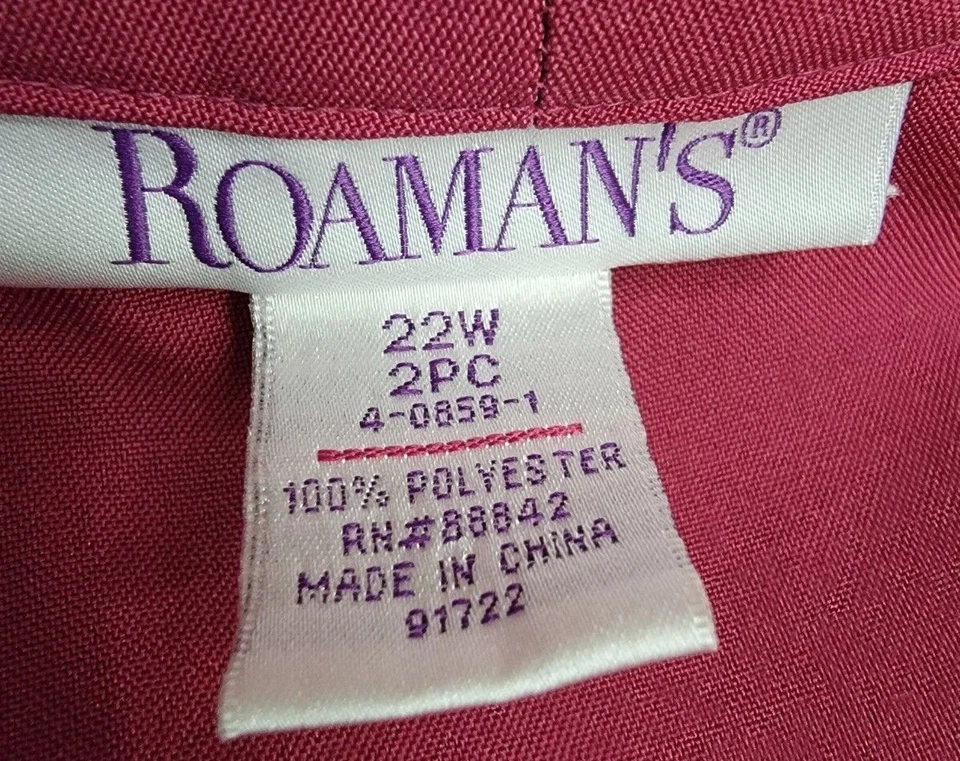 ROAMAN'S®
22W
2PC
4-0859-1
100% POLYESTER
RN#88842
MADE IN CHINA
91722